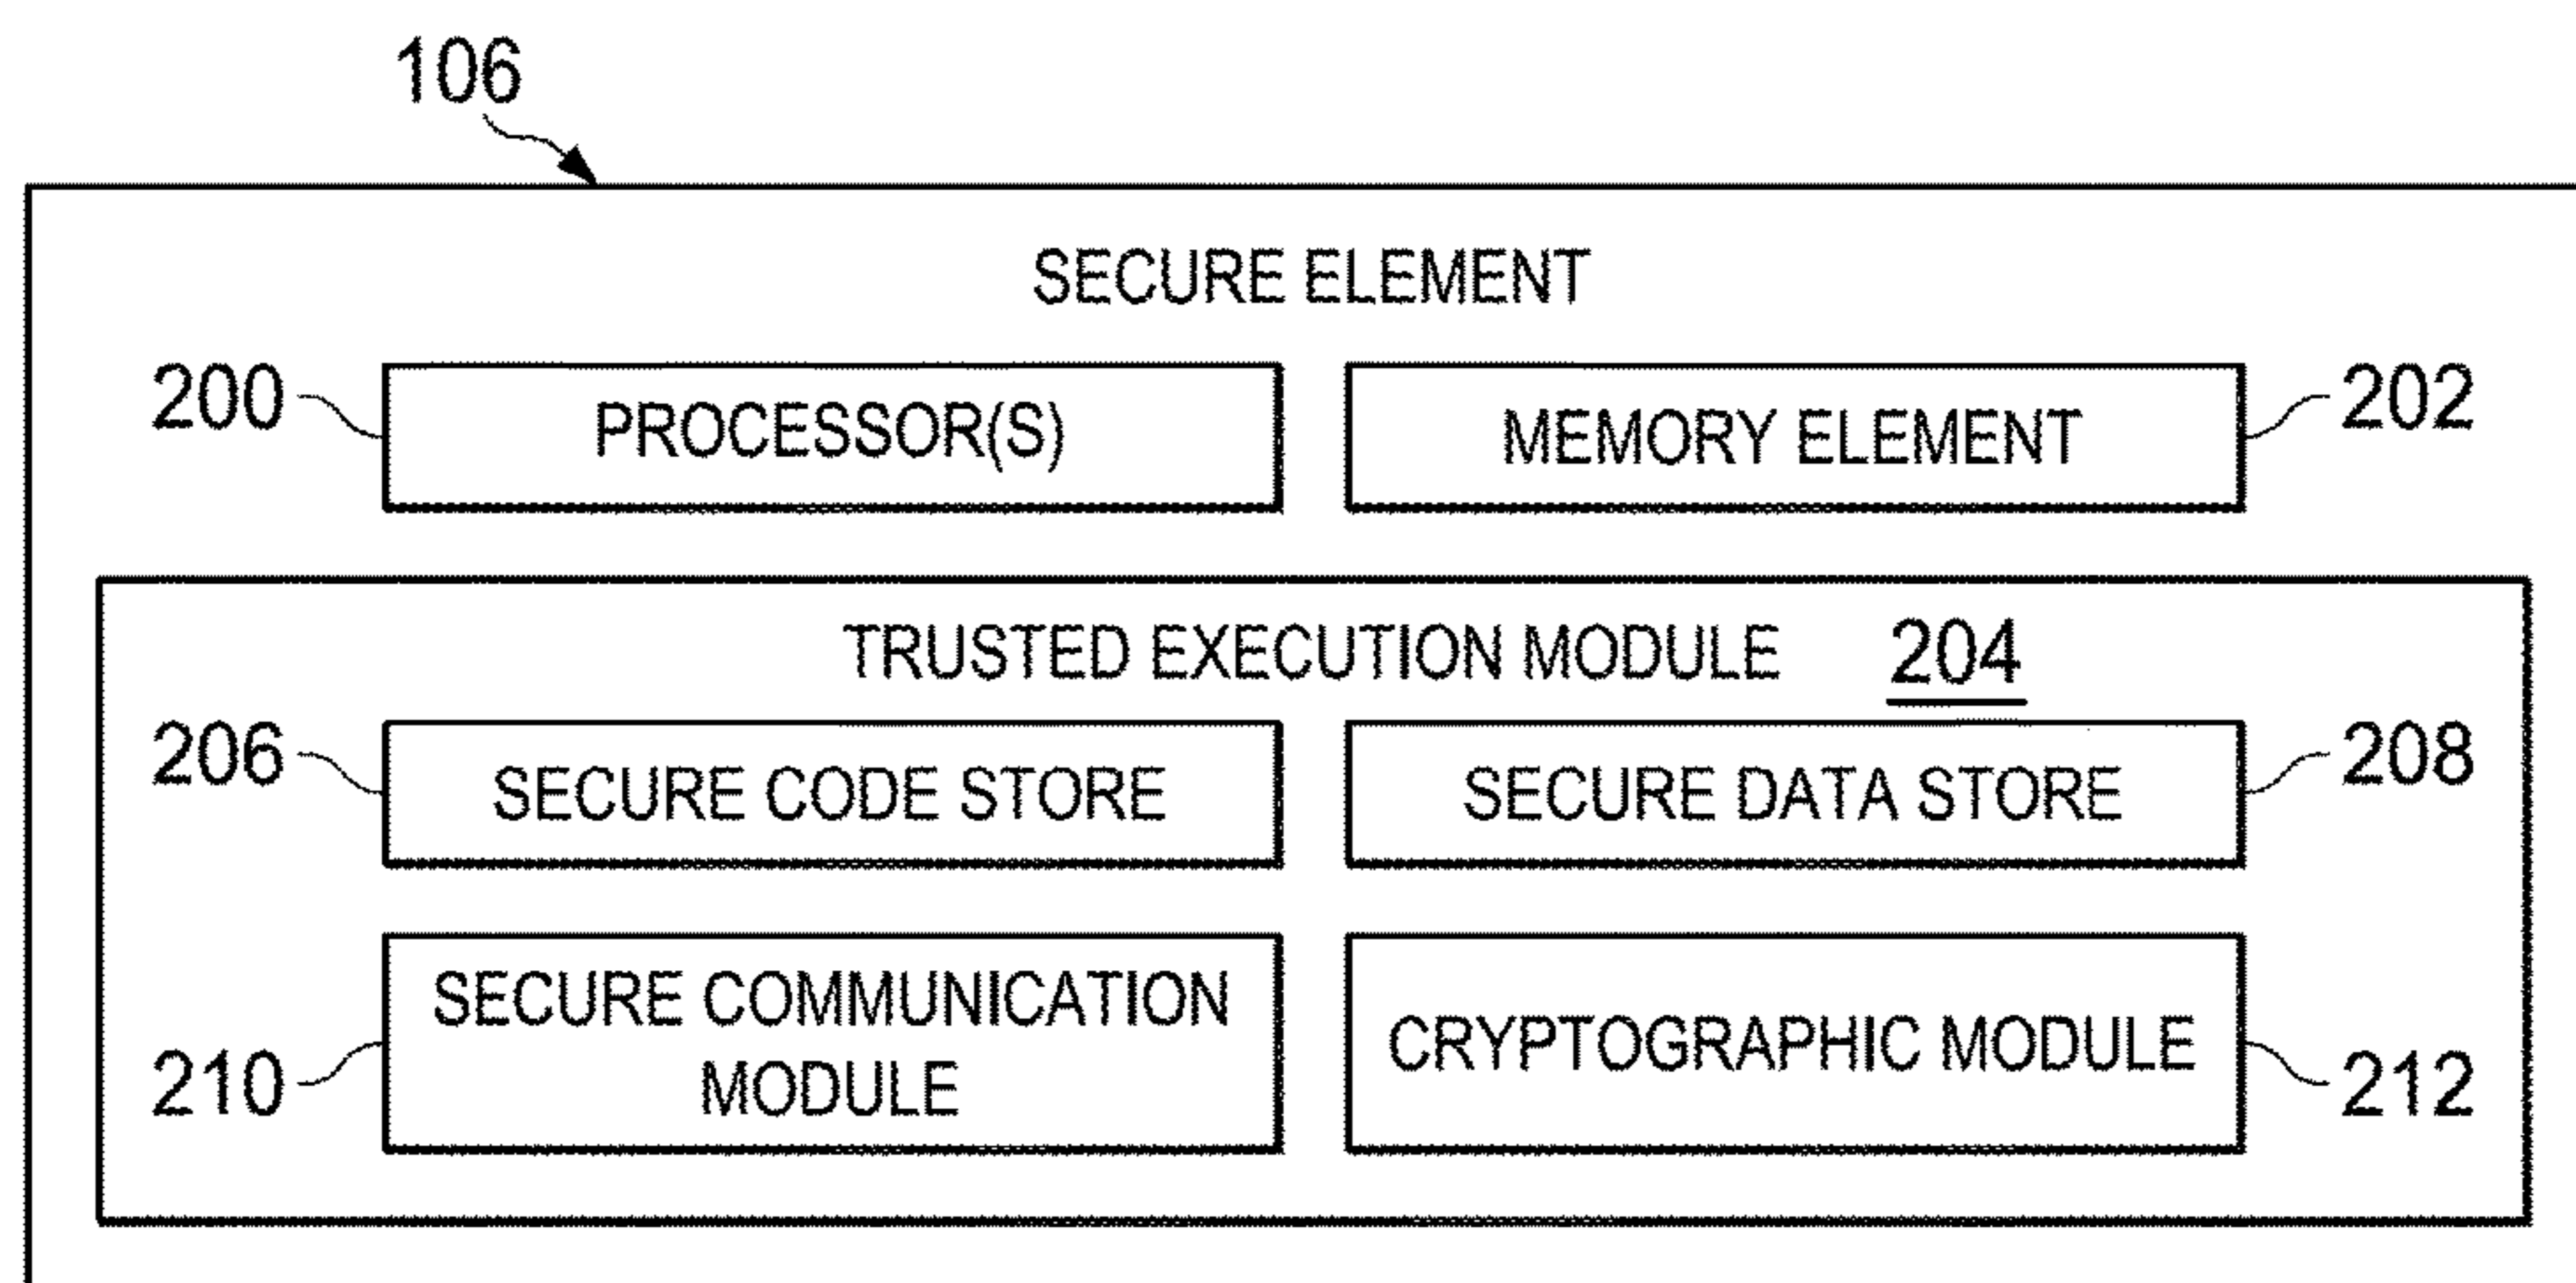 106
SECURE ELEMENT
200 PROCESSOR(S) MEMORY ELEMENT 202
TRUSTED EXECUTION MODULE 204
206 SECURE CODE STORE SECURE DATA STORE 208
210 SECURE COMMUNICATION
MODULE
CRYPTOGRAPHIC MODULE 212